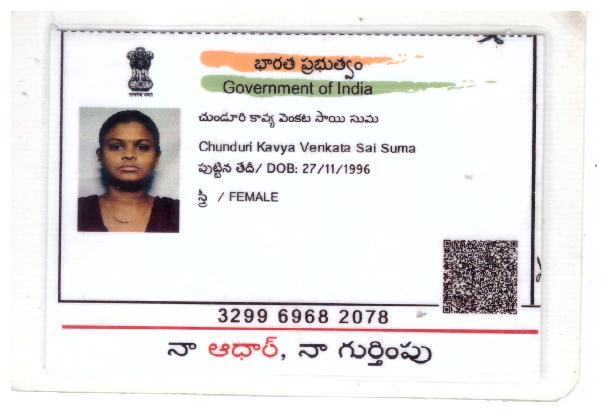 భారత ప్రభుత్వం
Government of India
చుండూరి కావ్య వెంకట సాయి సుమ
Chunduri Kavya Venkata Sai Suma
పుట్టిన తేదీ/ DOB: 27/11/1996
స్త్రీ / FEMALE
3299 6968 2078
నా ఆధార్, నా గుర్తింపు